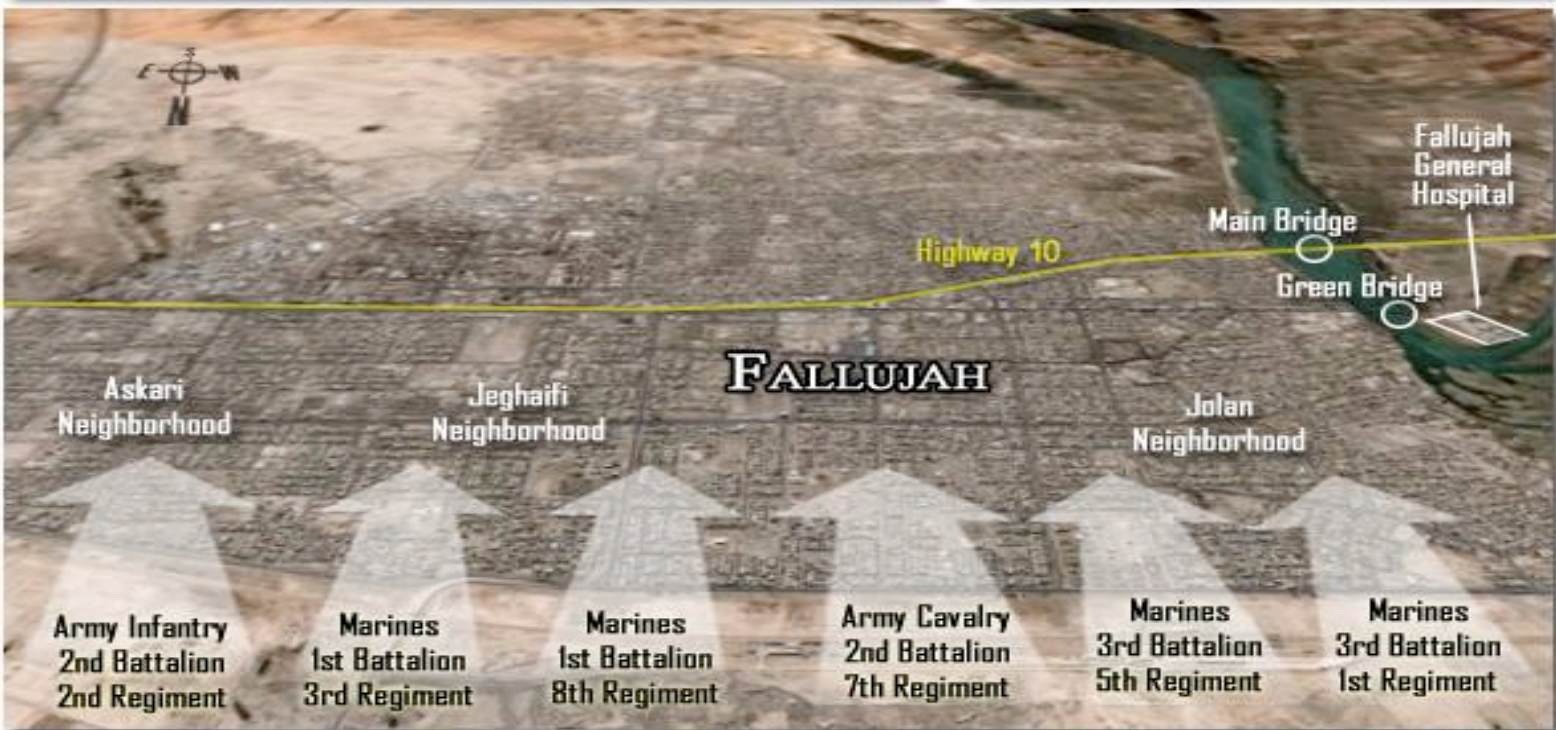 S
E W
N
Fallujah
General
Hospital
Main Bridge
Highway 10
Green Bridge
FALLUJAH
Askari
Neighborhood
Jeghaifi
Neighborhood
Jolan
Neighborhood
Army Infantry
2nd Battalion
2nd Regiment
Marines
1st Battalion
3rd Regiment
Marines
1st Battalion
8th Regiment
Army Cavalry
2nd Battalion
7th Regiment
Marines
3rd Battalion
5th Regiment
Marines
3rd Battalion
1st Regiment